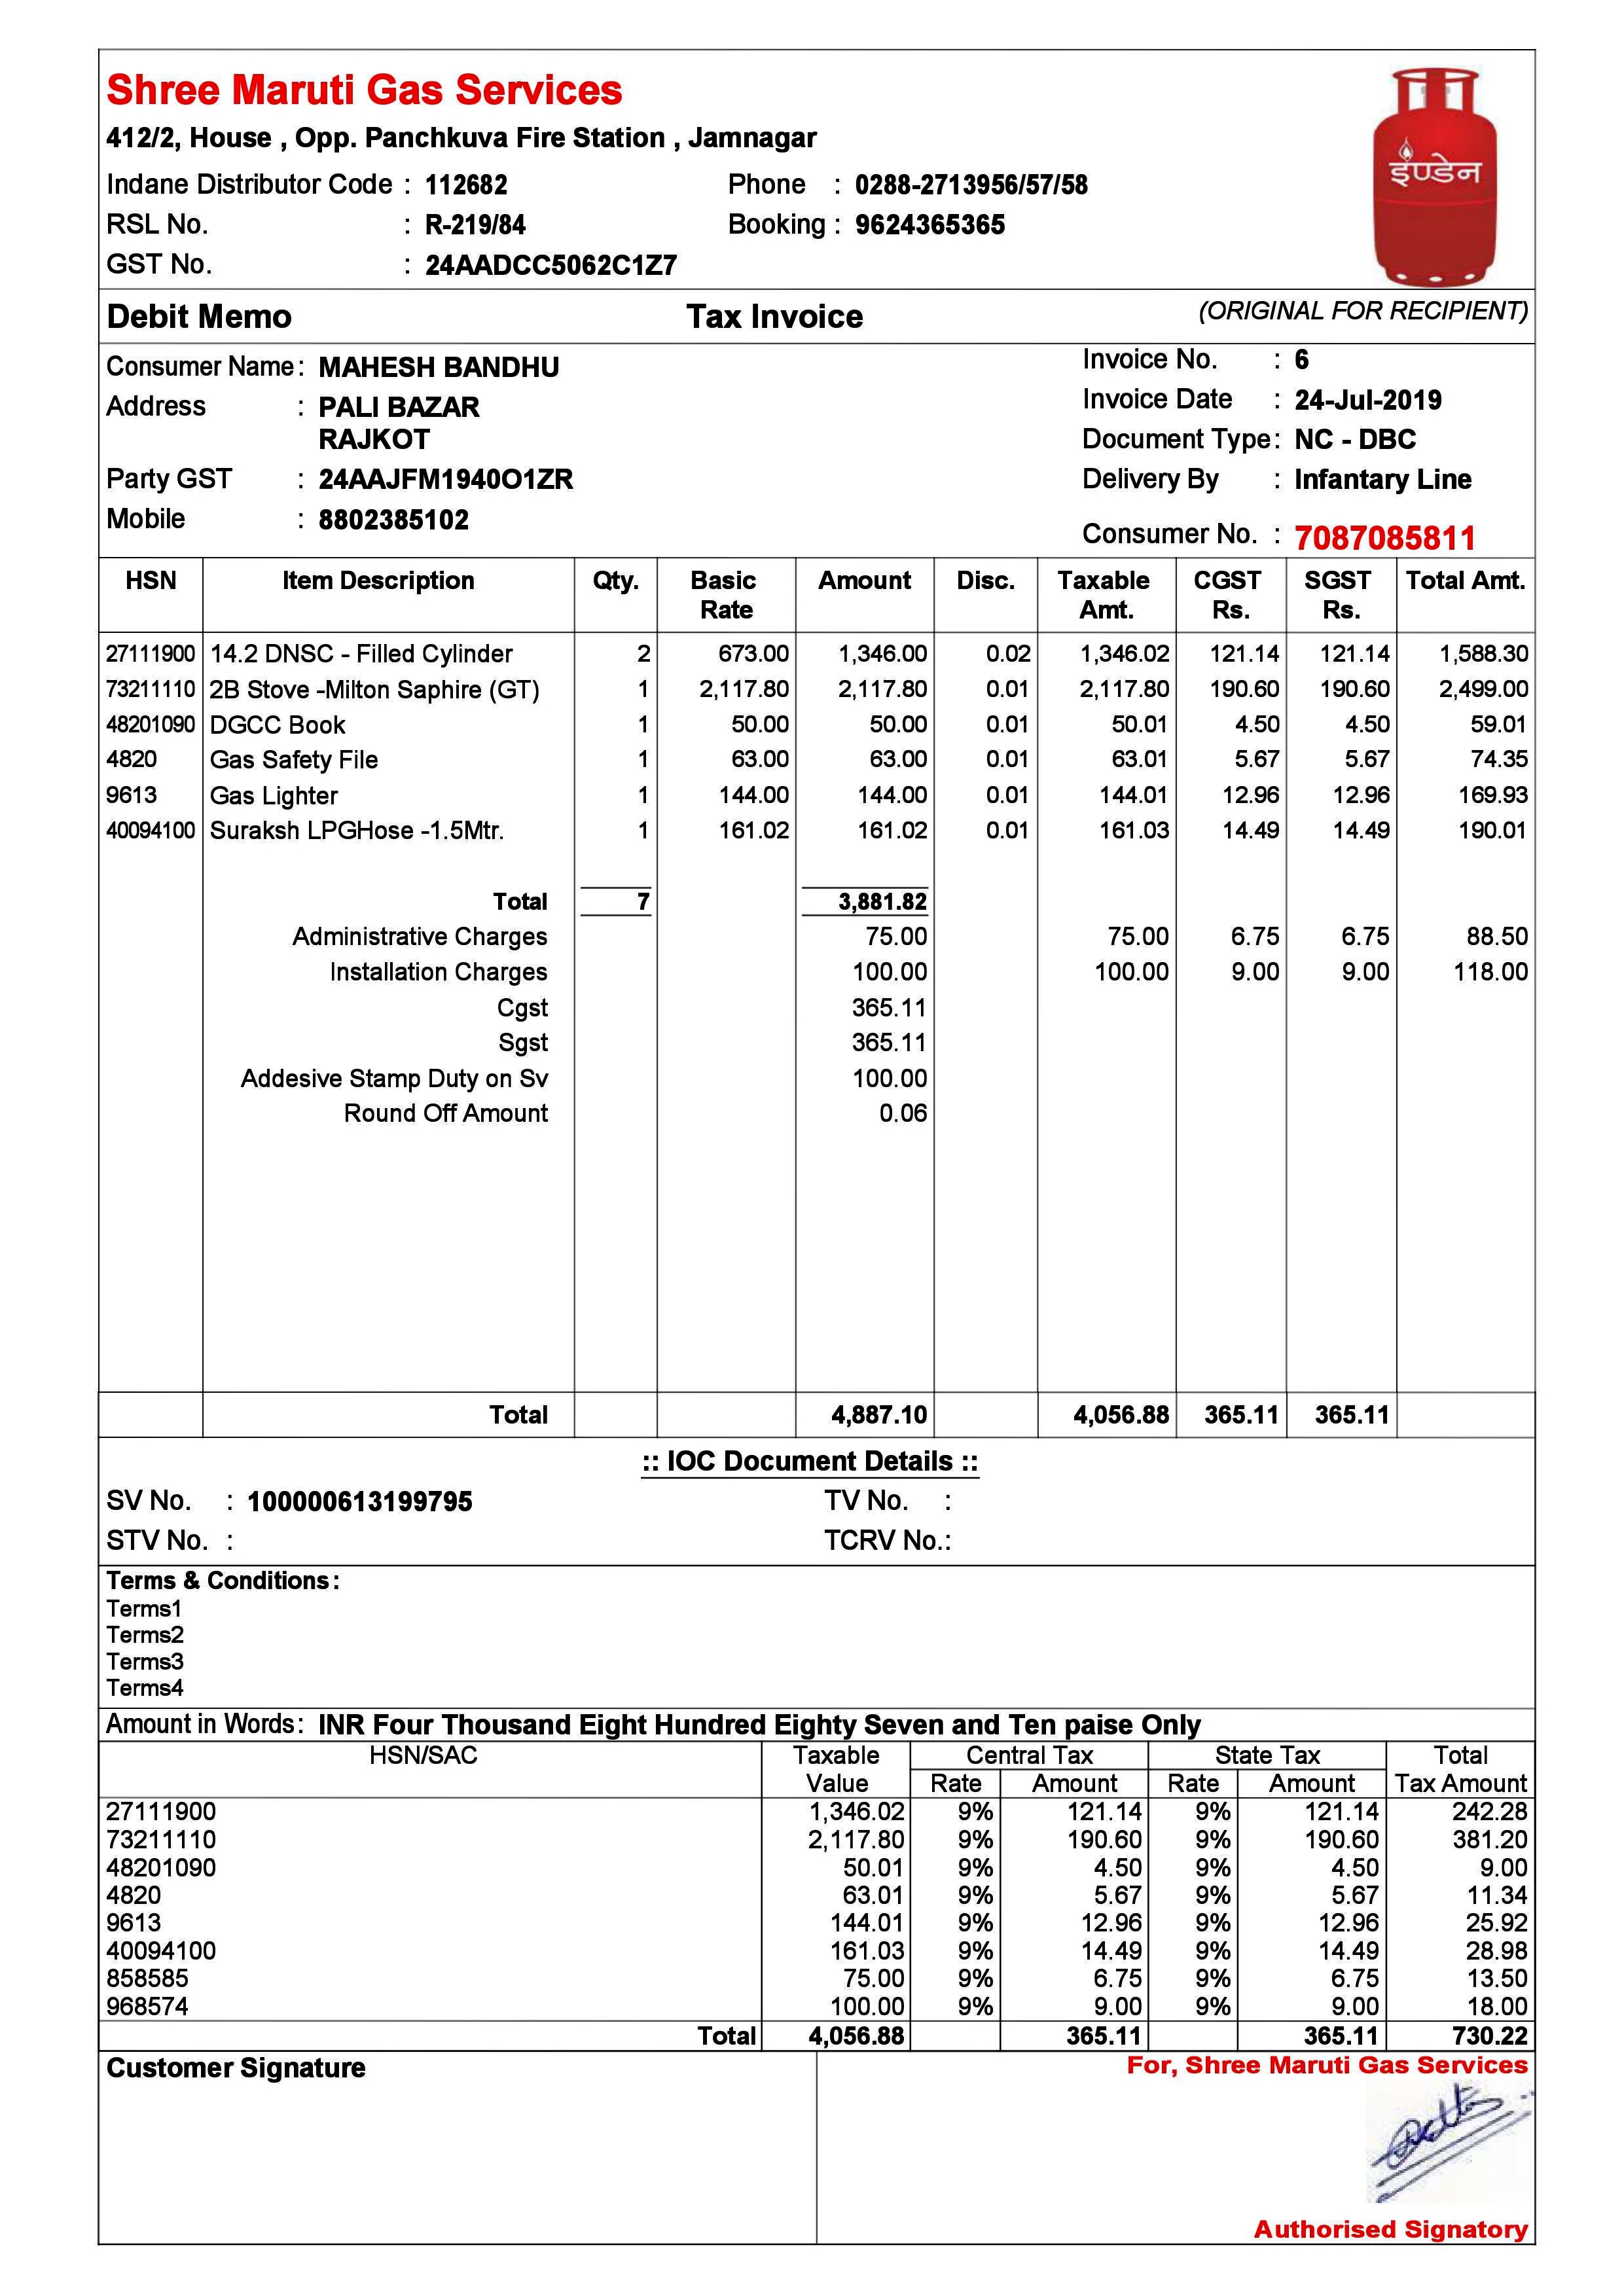 Shree Maruti Gas Services
412/2, House , Opp. Panchkuva Fire Station , Jamnagar
Indane Distributor Code : 112682 Phone : 0288-2713956/57/58
RSL No. : R-219/84 Booking : 9624365365
GST No. : 24AADCC5062C1Z7
इण्डेन
Debit Memo Tax Invoice (ORIGINAL FOR RECIPIENT)
Consumer Name : MAHESH BANDHU
Address : PALI BAZAR
RAJKOT
Party GST : 24AAJFM1940O1ZR
Mobile : 8802385102
Invoice No. : 6
Invoice Date : 24-Jul-2019
Document Type : NC - DBC
Delivery By : Infantary Line
Consumer No. : 7087085811
HSN Item Description Qty. Basic Rate Amount Disc. Taxable Amt. CGST Rs. SGST Rs. Total Amt.
27111900 14.2 DNSC - Filled Cylinder 2 673.00 1,346.00 0.02 1,346.02 121.14 121.14 1,588.30
73211110 2B Stove -Milton Saphire (GT) 1 2,117.80 2,117.80 0.01 2,117.80 190.60 190.60 2,499.00
48201090 DGCC Book 1 50.00 50.00 0.01 50.01 4.50 4.50 59.01
4820 Gas Safety File 1 63.00 63.00 0.01 63.01 5.67 5.67 74.35
9613 Gas Lighter 1 144.00 144.00 0.01 144.01 12.96 12.96 169.93
40094100 Suraksh LPGHose -1.5Mtr. 1 161.02 161.02 0.01 161.03 14.49 14.49 190.01
Total 7 3,881.82
Administrative Charges 75.00 75.00 6.75 6.75 88.50
Installation Charges 100.00 100.00 9.00 9.00 118.00
Cgst 365.11
Sgst 365.11
Addesive Stamp Duty on Sv 100.00
Round Off Amount 0.06
Total 4,887.10 4,056.88 365.11 365.11
:: IOC Document Details ::
SV No. : 100000613199795 TV No. :
STV No. : TCRV No.:
Terms & Conditions :
Terms1
Terms2
Terms3
Terms4
Amount in Words : INR Four Thousand Eight Hundred Eighty Seven and Ten paise Only
HSN/SAC Taxable Value Central Tax State Tax Total Tax Amount
Rate Amount Rate Amount
27111900 1,346.02 9% 121.14 9% 121.14 242.28
73211110 2,117.80 9% 190.60 9% 190.60 381.20
48201090 50.01 9% 4.50 9% 4.50 9.00
4820 63.01 9% 5.67 9% 5.67 11.34
9613 144.01 9% 12.96 9% 12.96 25.92
40094100 161.03 9% 14.49 9% 14.49 28.98
858585 75.00 9% 6.75 9% 6.75 13.50
968574 100.00 9% 9.00 9% 9.00 18.00
Total 4,056.88 365.11 365.11 730.22
Customer Signature For, Shree Maruti Gas Services
Authorised Signatory